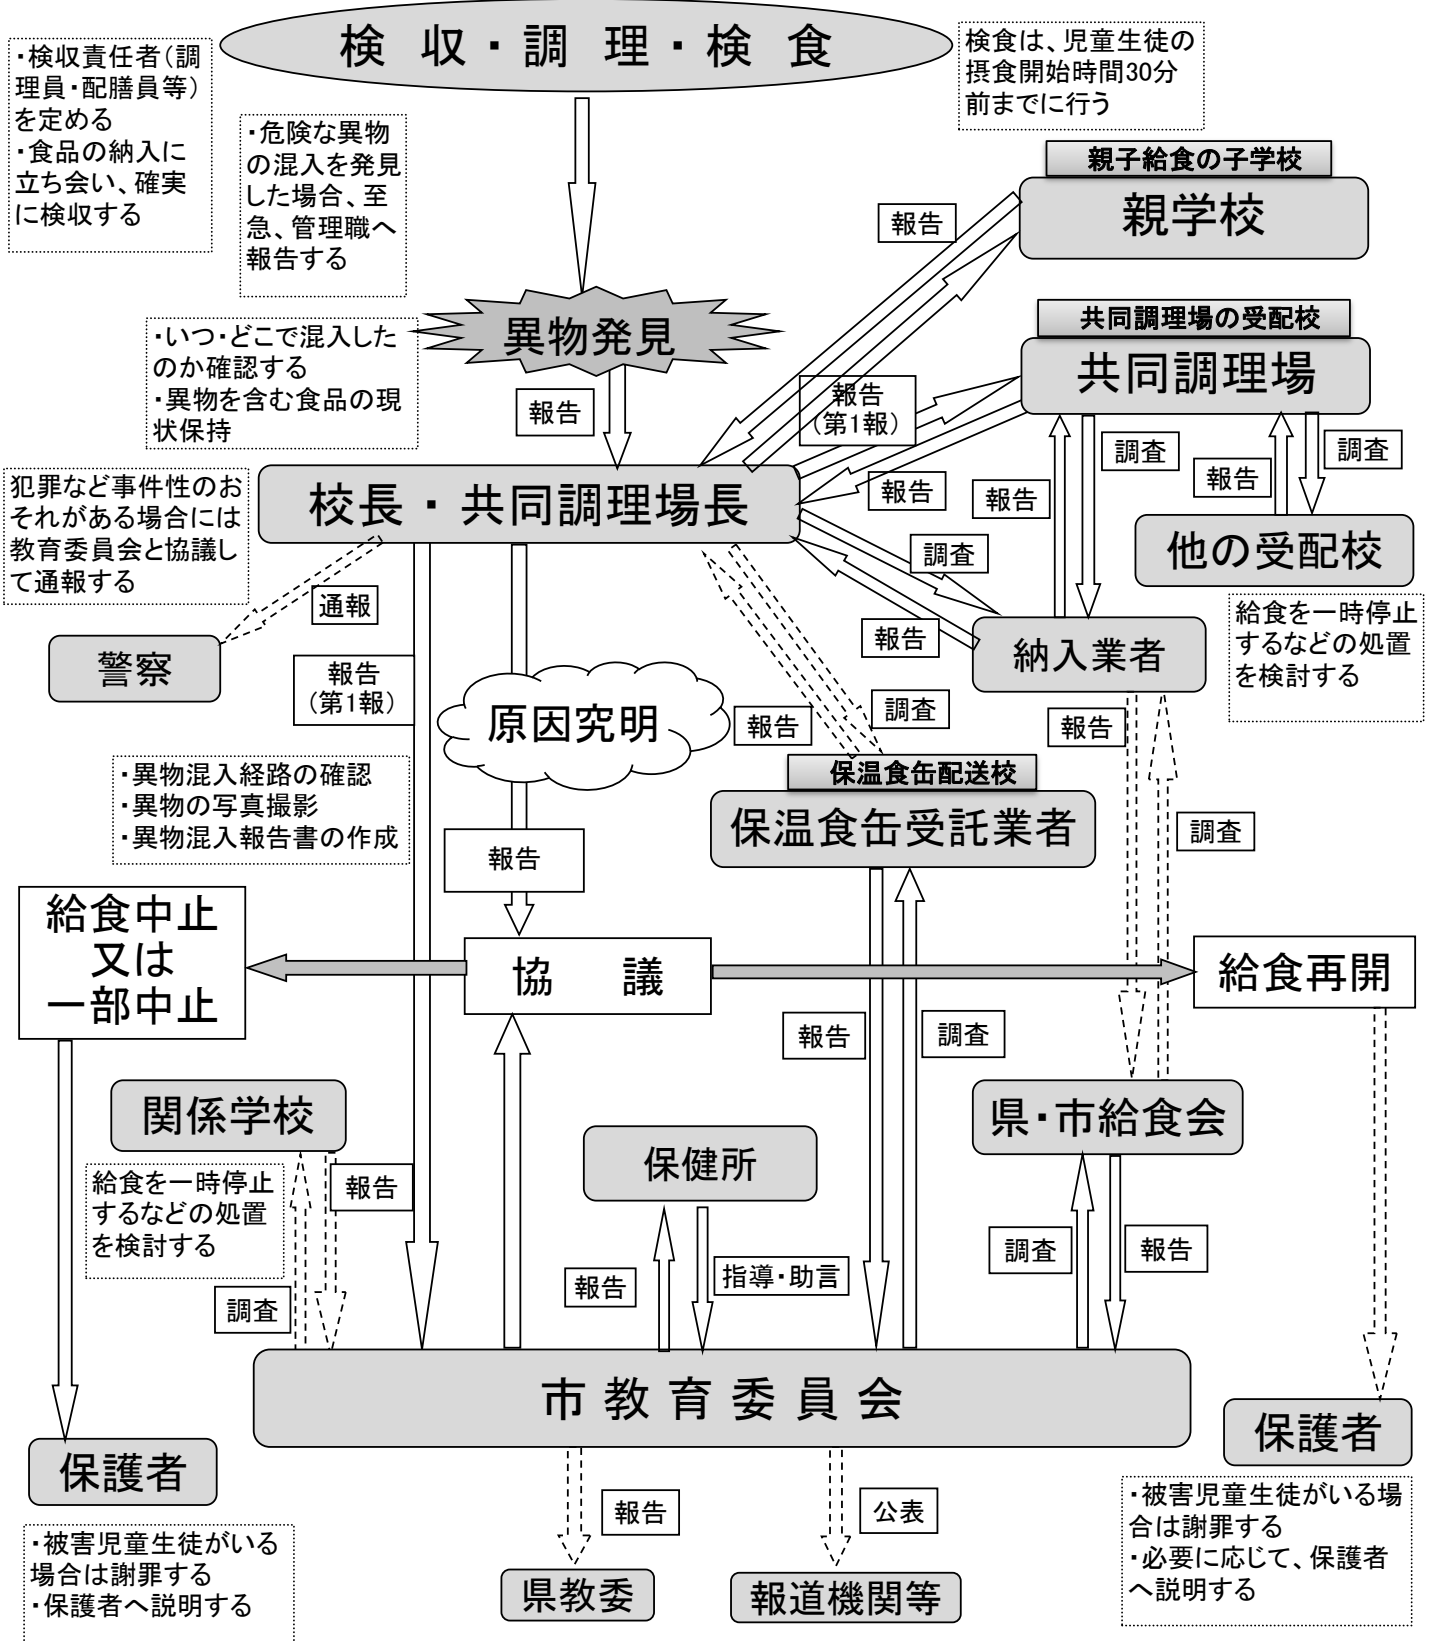 検 収・調 理・検 食
・検収責任者(調
理員・配膳員等)
を定める
・食品の納入に
立ち会い、確実
に検収する
検食は、児童生徒の
摂食開始時間30分
前までに行う
・危険な異物
の混入を発見
した場合、至
急、管理職へ
報告する
親子給食の子学校
親学校
報告
異物発見
・いつ・どこで混入した
のか確認する
・異物を含む食品の現
状保持
報告
共同調理場の受配校
共同調理場
報告
(第1報)
報告
報告
調査
報告
調査
校長・共同調理場長
犯罪など事件性のお
それがある場合には
教育委員会と協議し
て通報する
通報
警察
調査
報告
他の受配校
給食を一時停止
するなどの処置
を検討する
納入業者
報告
(第1報)
原因究明
報告
調査
報告
調査
・異物混入経路の確認
・異物の写真撮影
・異物混入報告書の作成
保温食缶配送校
保温食缶受託業者
報告
給食中止
又は
一部中止
協 議
給食再開
報告
調査
関係学校
給食を一時停止
するなどの処置
を検討する
報告
調査
保健所
報告
指導・助言
県・市給食会
調査
報告
市教育委員会
保護者
・被害児童生徒がいる
場合は謝罪する
・保護者へ説明する
報告
県教委
公表
報道機関等
保護者
・被害児童生徒がいる場
合は謝罪する
・必要に応じて、保護者
へ説明する